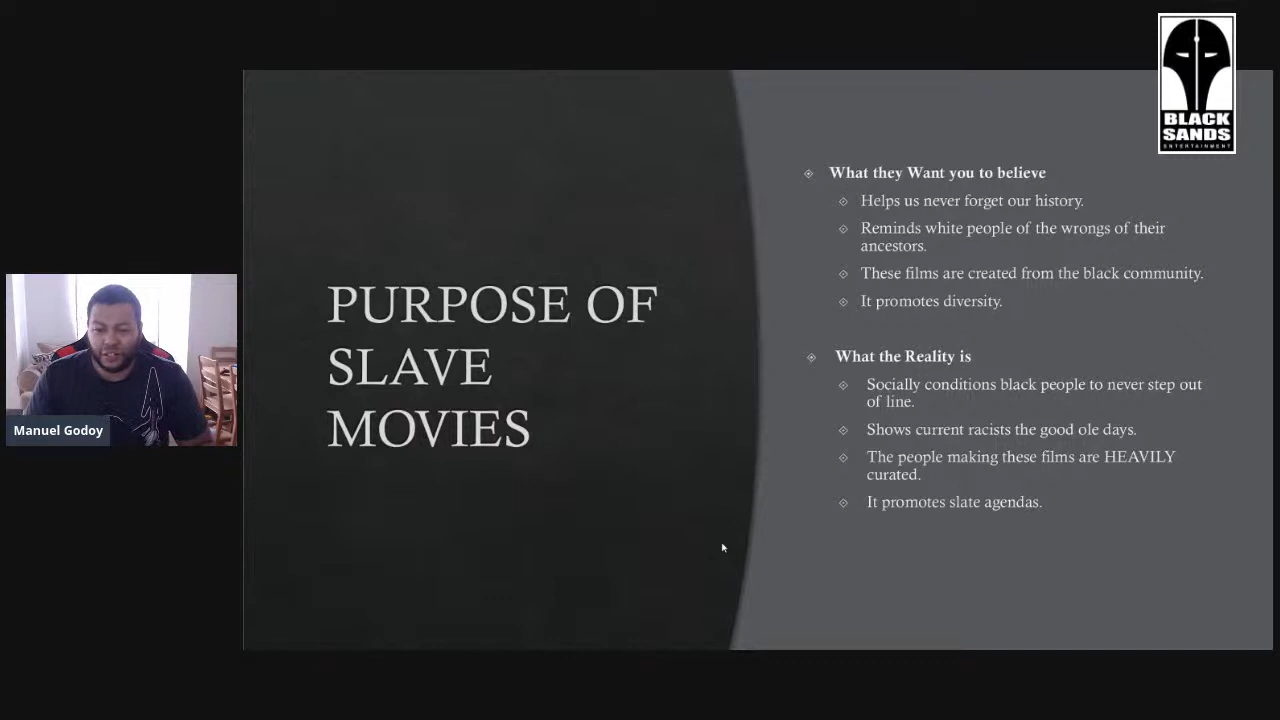 BLACK
SANDS
ENTERTAINMENT
What they Want you to believe
Helps us never forget our history.
Reminds white people of the wrongs of their
ancestors.
These films are created from the black community.
It promotes diversity.
PURPOSE OF
SLAVE
MOVIES
What the Reality is
Socially conditions black people to never step out
of line.
Shows current racists the good ole days.
The people making these films are HEAVILY
curated.
It promotes slate agendas.
Manuel Godoy